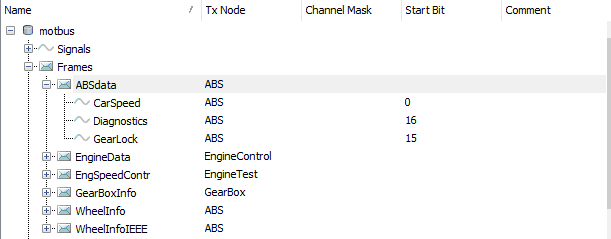 Name / Tx Node Channel Mask Start Bit Comment
motbus
Signals
Frames
ABSdata ABS
CarSpeed ABS 0
Diagnostics ABS 16
GearLock ABS 15
EngineData EngineControl
EngSpeedContr EngineTest
GearBoxInfo GearBox
WheelInfo ABS
WheelInfoIEEE ABS